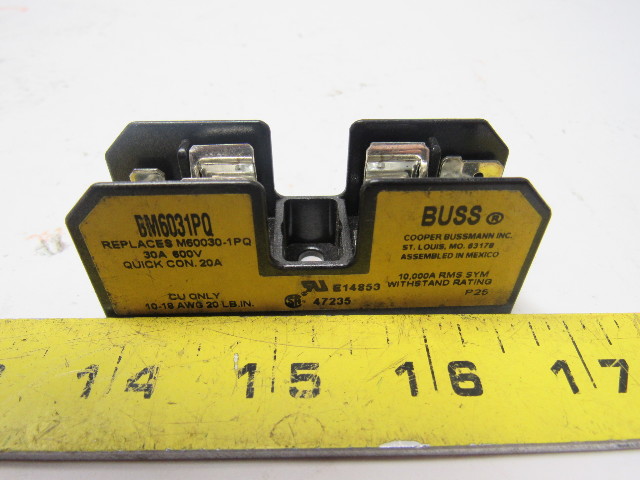 BM6031PQ
REPLACES M60030-1PQ
30A 600V
QUICK CON. 20A
CU ONLY
10-18 AWG 20 LB.IN.
BUSS ®
COOPER BUSSMANN INC.
ST. LOUIS, MO. 63178
ASSEMBLED IN MEXICO
10,000A RMS SYM
WITHSTAND RATING
P26
E14853
47235
14 15 16 17